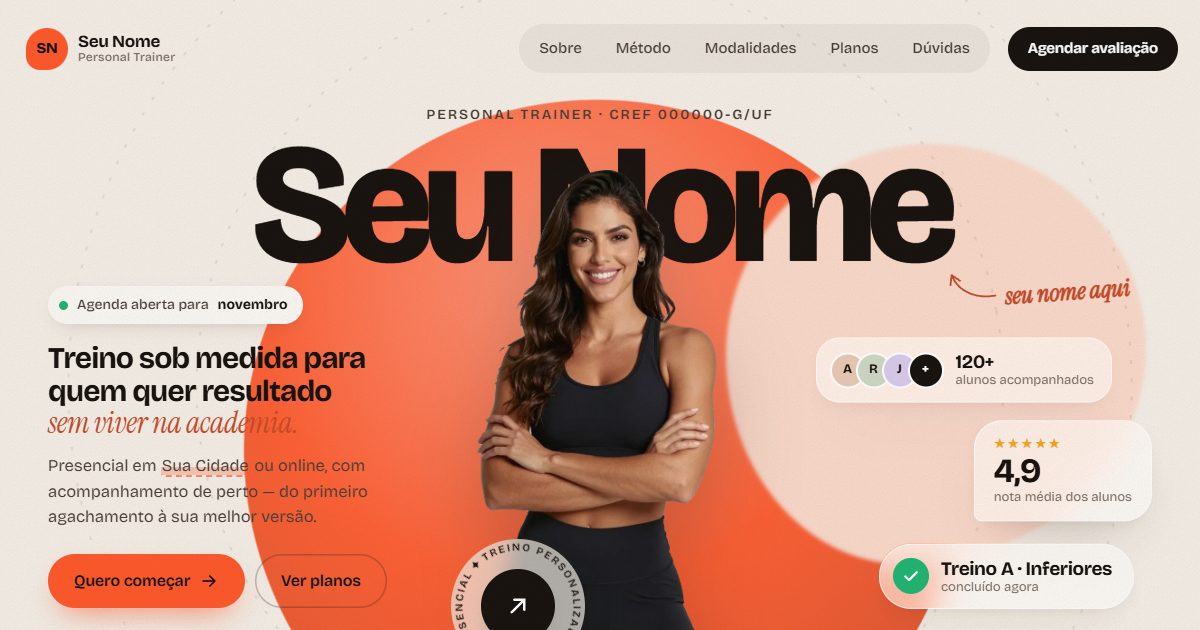 SN
Seu Nome
Personal Trainer
Sobre
Método
Modalidades
Planos
Dúvidas
Agendar avaliação
PERSONAL TRAINER · CREF 000000-G/UF
Seu Nome
seu nome aqui
Agenda aberta para novembro
Treino sob medida para
quem quer resultado
sem viver na academia.
Presencial em Sua Cidade ou online, com
acompanhamento de perto — do primeiro
agachamento à sua melhor versão.
Quero começar →
Ver planos
A R J +
120+
alunos acompanhados
★★★★★
4,9
nota média dos alunos
Treino A · Inferiores
concluído agora
✦ TREINO